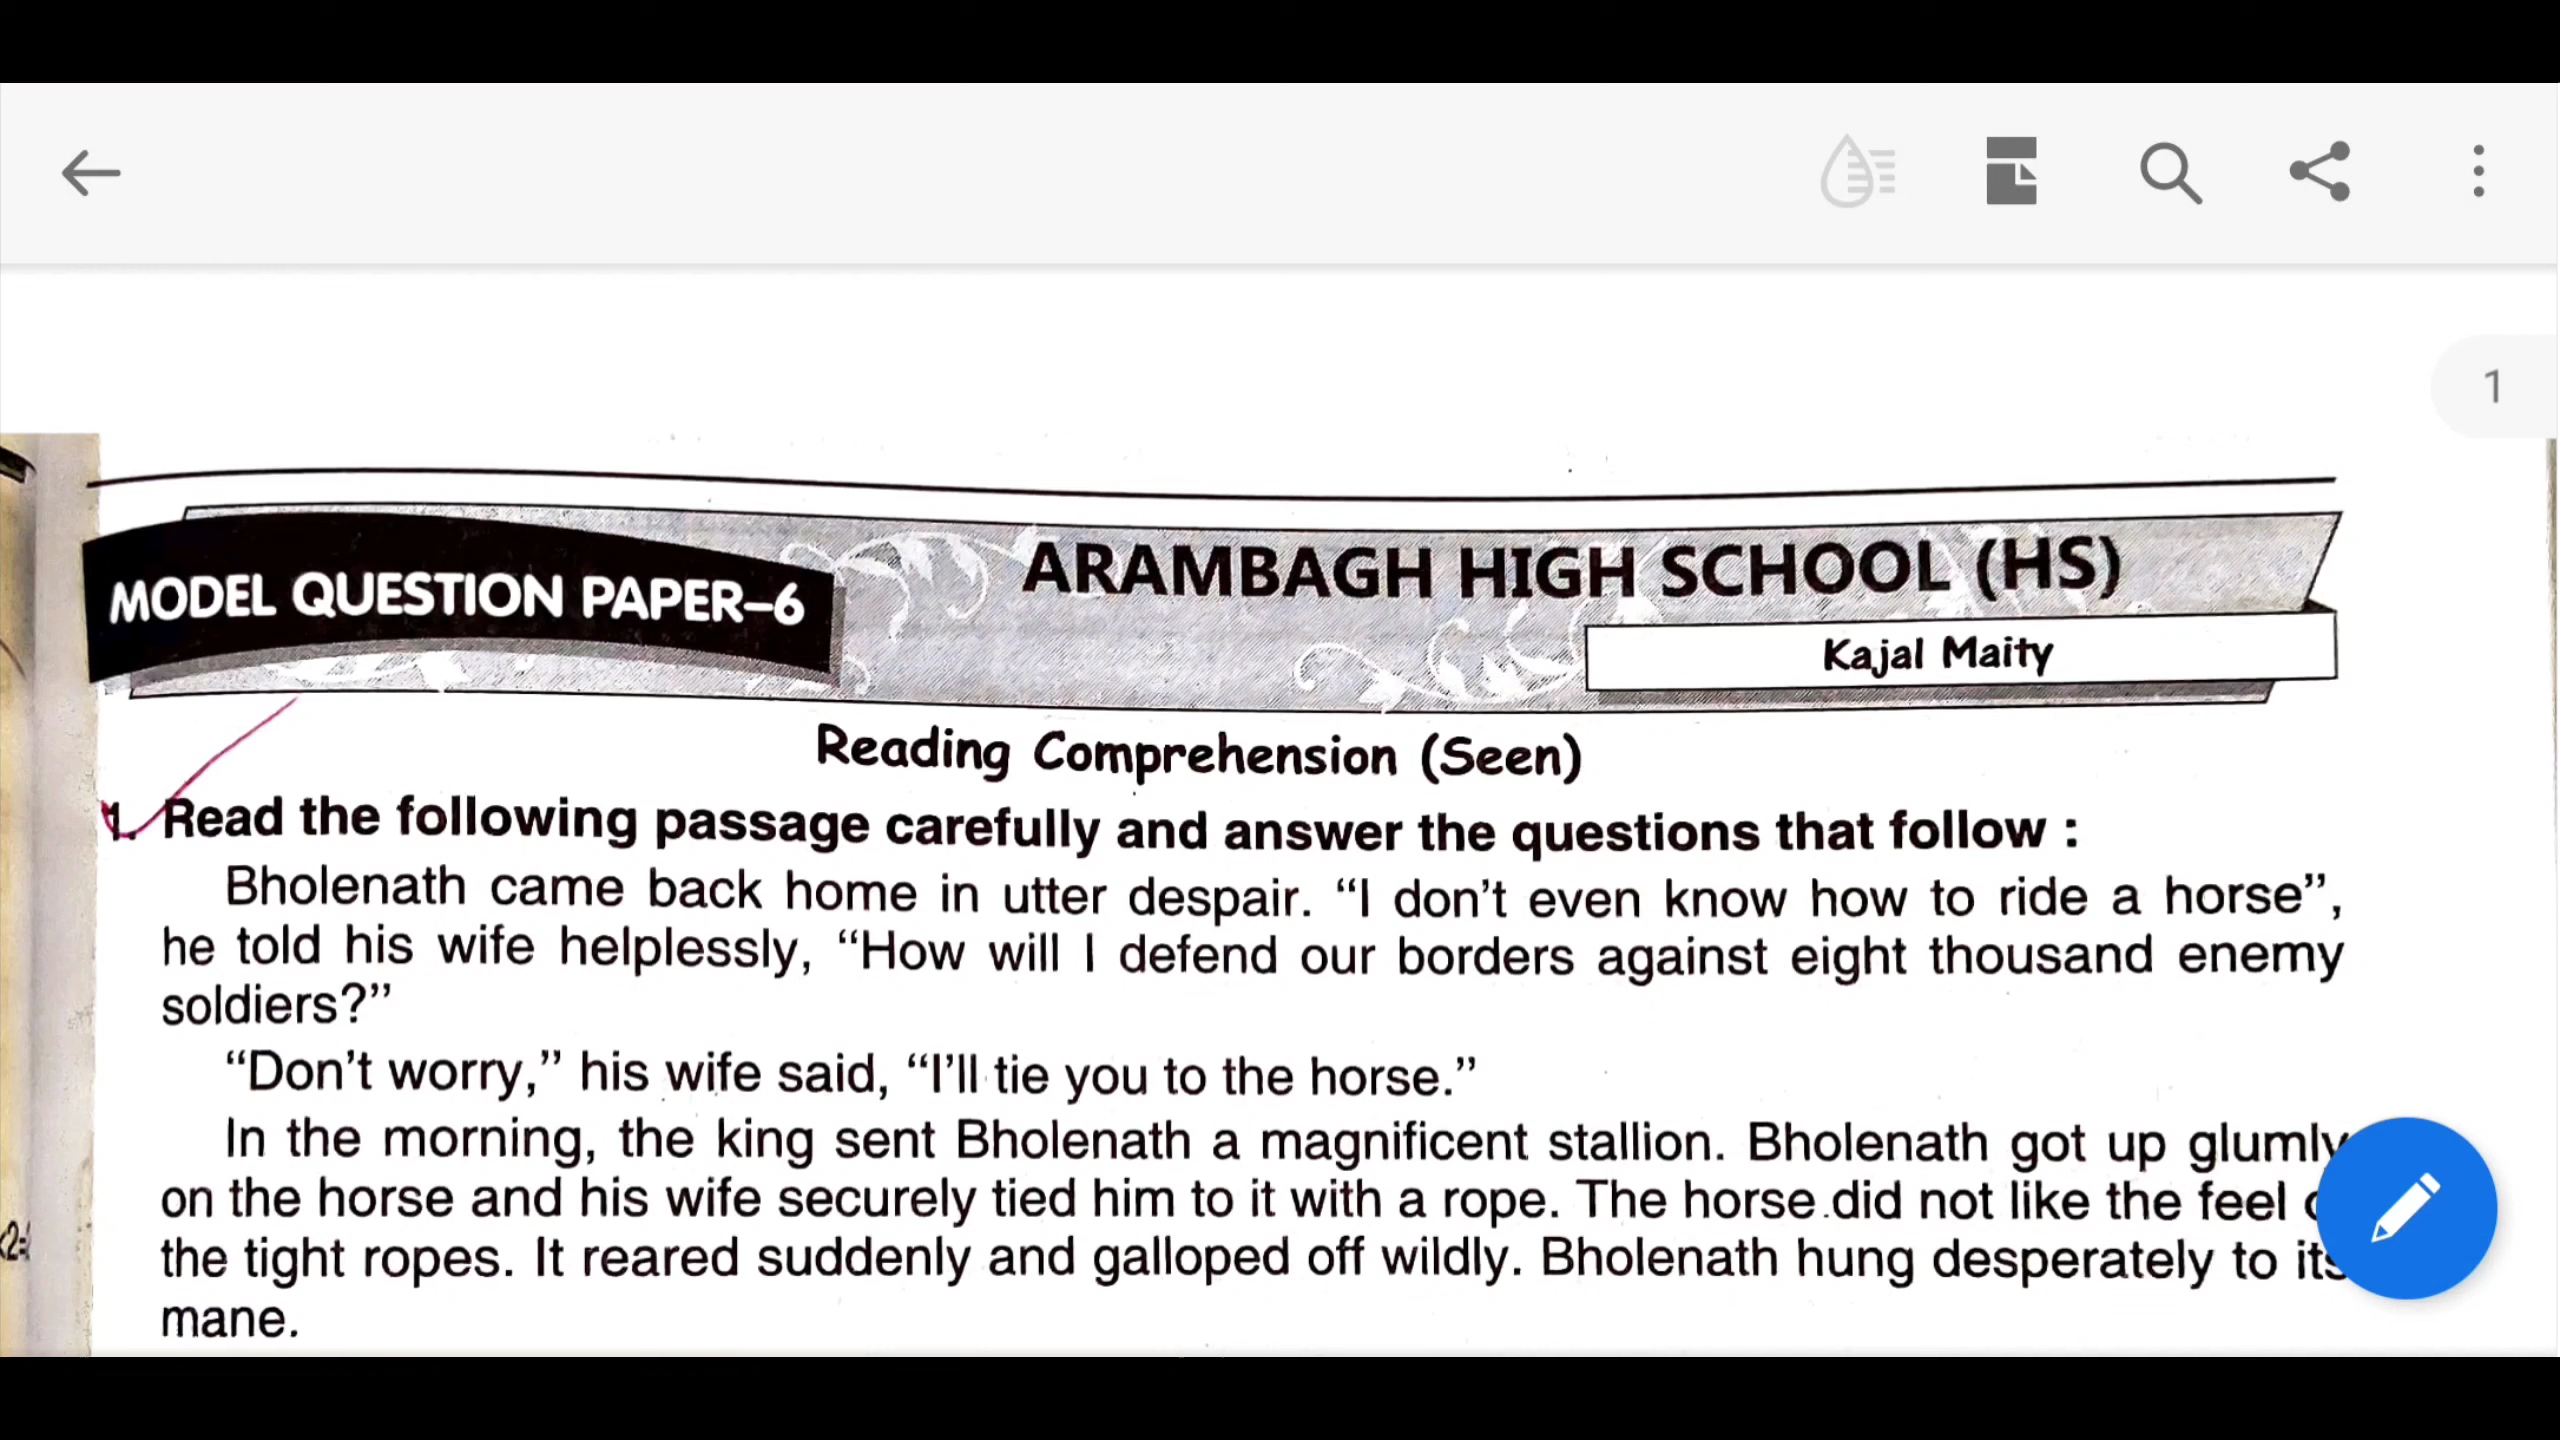 1
MODEL QUESTION PAPER–6
ARAMBAGH HIGH SCHOOL (HS)
Kajal Maity
Reading Comprehension (Seen)
1. Read the following passage carefully and answer the questions that follow :
Bholenath came back home in utter despair. “I don’t even know how to ride a horse”,
he told his wife helplessly, “How will I defend our borders against eight thousand enemy
soldiers?”
“Don’t worry,” his wife said, “I’ll tie you to the horse.”
In the morning, the king sent Bholenath a magnificent stallion. Bholenath got up glumly
on the horse and his wife securely tied him to it with a rope. The horse did not like the feel
the tight ropes. It reared suddenly and galloped off wildly. Bholenath hung desperately to its
mane.